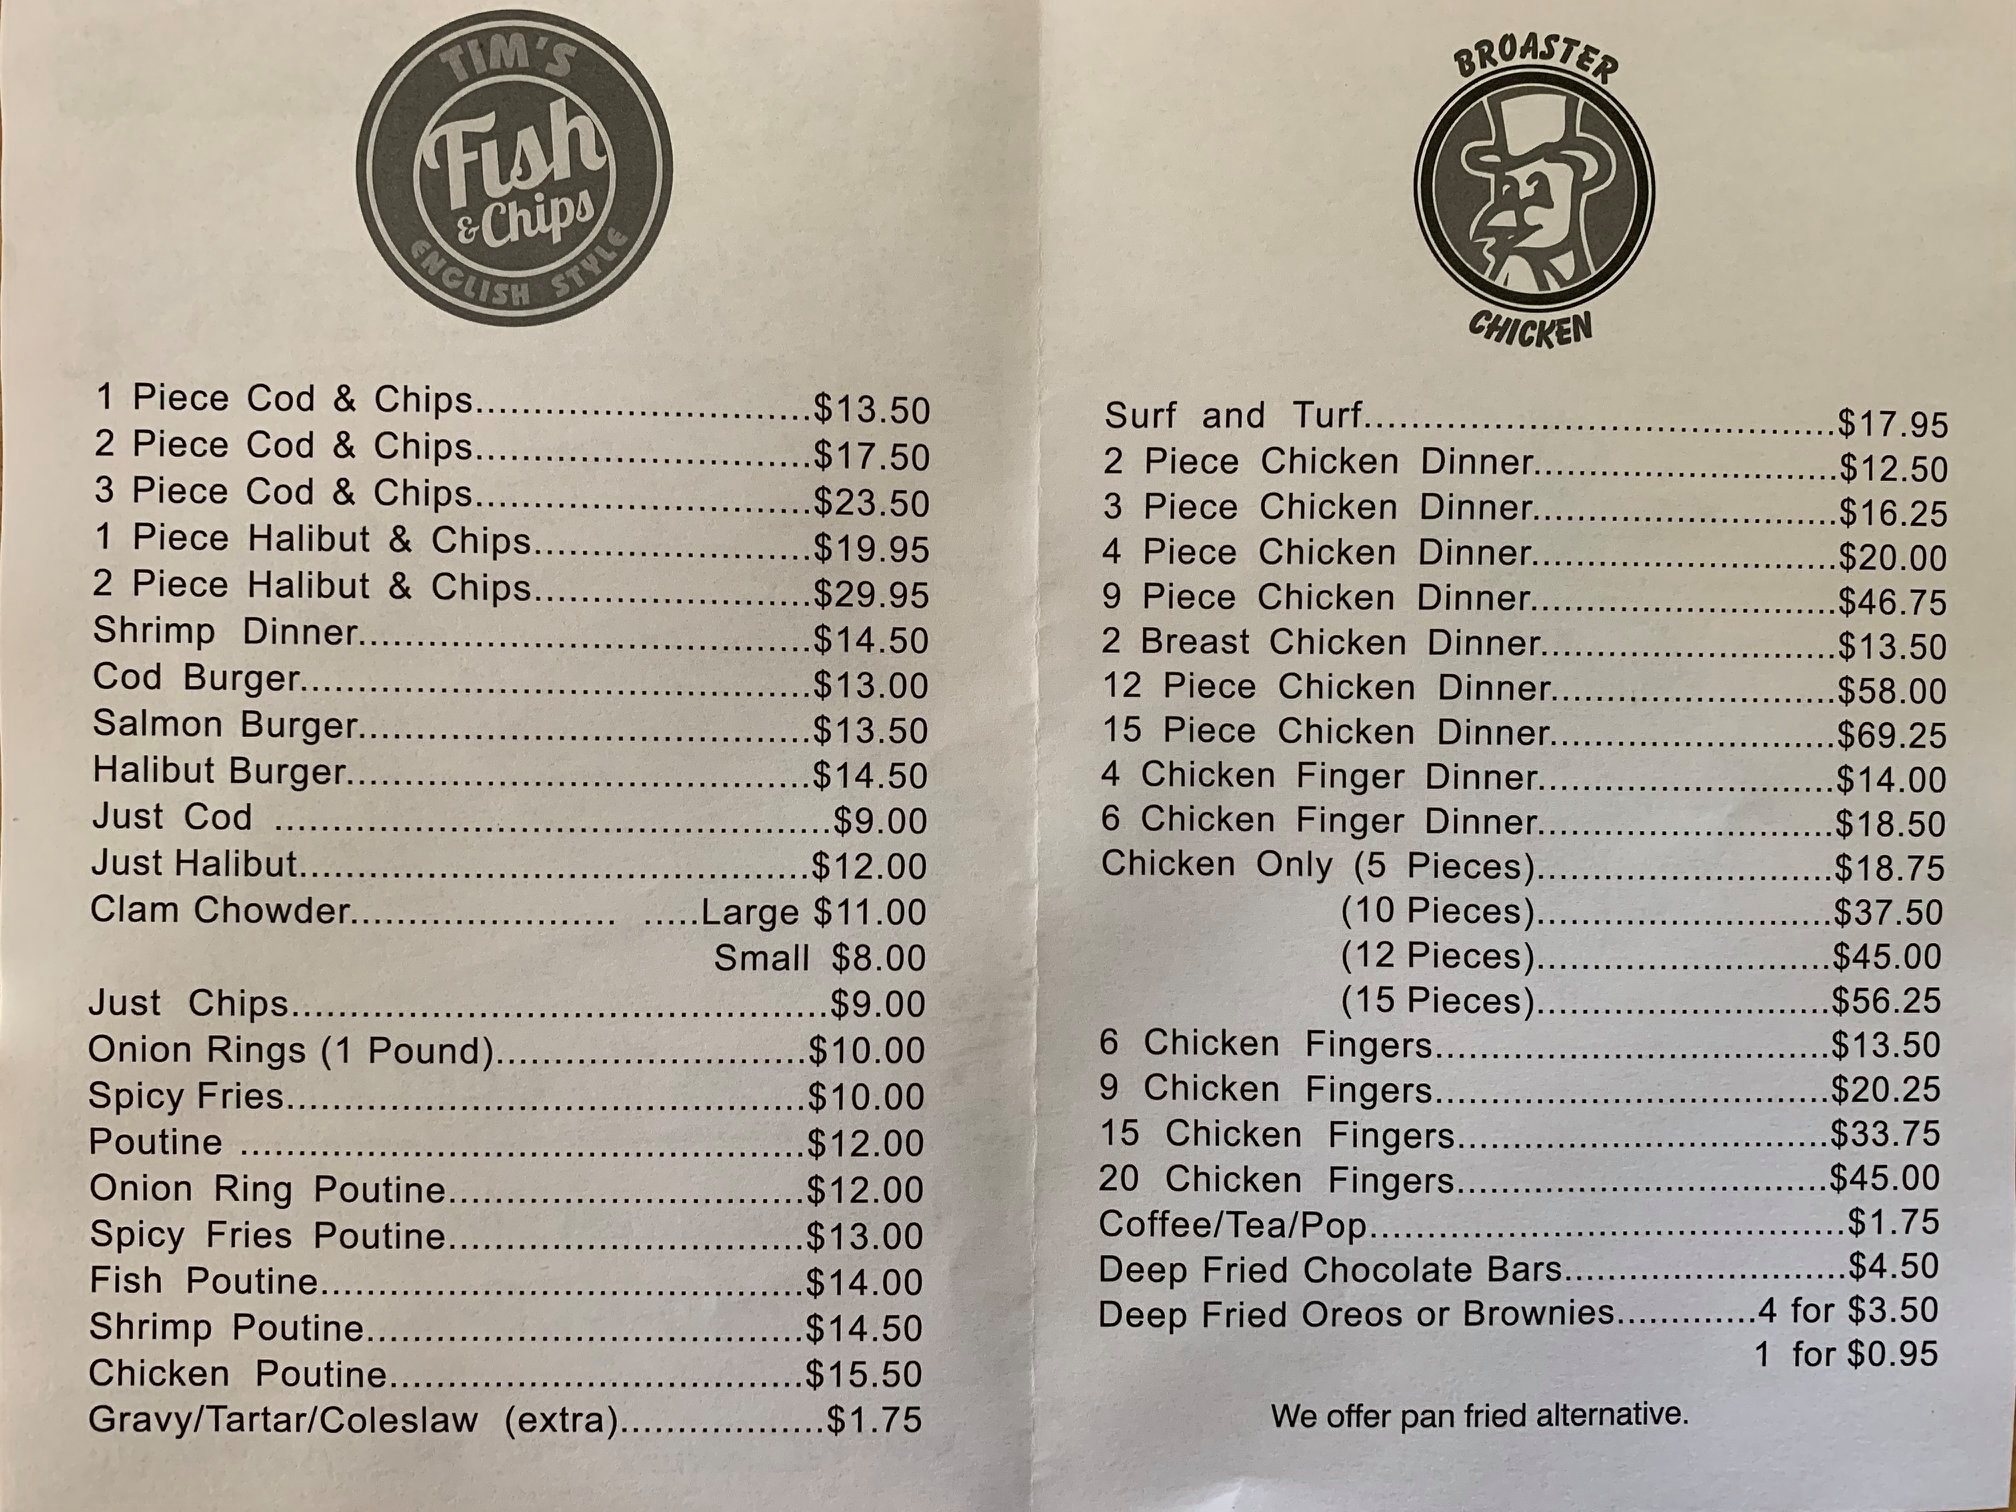 TIM'S
Fish
& Chips
ENGLISH STYLE
1 Piece Cod & Chips.............................$13.50
2 Piece Cod & Chips.............................$17.50
3 Piece Cod & Chips.............................$23.50
1 Piece Halibut & Chips........................$19.95
2 Piece Halibut & Chips........................$29.95
Shrimp Dinner.......................................$14.50
Cod Burger............................................$13.00
Salmon Burger.......................................$13.50
Halibut Burger........................................$14.50
Just Cod ................................................$9.00
Just Halibut............................................$12.00
Clam Chowder....................... .....Large $11.00
Small $8.00
Just Chips..............................................$9.00
Onion Rings (1 Pound)...........................$10.00
Spicy Fries.............................................$10.00
Poutine .................................................$12.00
Onion Ring Poutine...............................$12.00
Spicy Fries Poutine...............................$13.00
Fish Poutine..........................................$14.00
Shrimp Poutine......................................$14.50
Chicken Poutine....................................$15.50
Gravy/Tartar/Coleslaw (extra)..................$1.75
BROASTER
CHICKEN
Surf and Turf.........................................$17.95
2 Piece Chicken Dinner..........................$12.50
3 Piece Chicken Dinner..........................$16.25
4 Piece Chicken Dinner..........................$20.00
9 Piece Chicken Dinner..........................$46.75
2 Breast Chicken Dinner.........................$13.50
12 Piece Chicken Dinner........................$58.00
15 Piece Chicken Dinner........................$69.25
4 Chicken Finger Dinner.........................$14.00
6 Chicken Finger Dinner.........................$18.50
Chicken Only (5 Pieces).........................$18.75
(10 Pieces).........................$37.50
(12 Pieces).........................$45.00
(15 Pieces).........................$56.25
6 Chicken Fingers..................................$13.50
9 Chicken Fingers..................................$20.25
15 Chicken Fingers................................$33.75
20 Chicken Fingers................................$45.00
Coffee/Tea/Pop.........................................$1.75
Deep Fried Chocolate Bars........................$4.50
Deep Fried Oreos or Brownies.............4 for $3.50
1 for $0.95
We offer pan fried alternative.